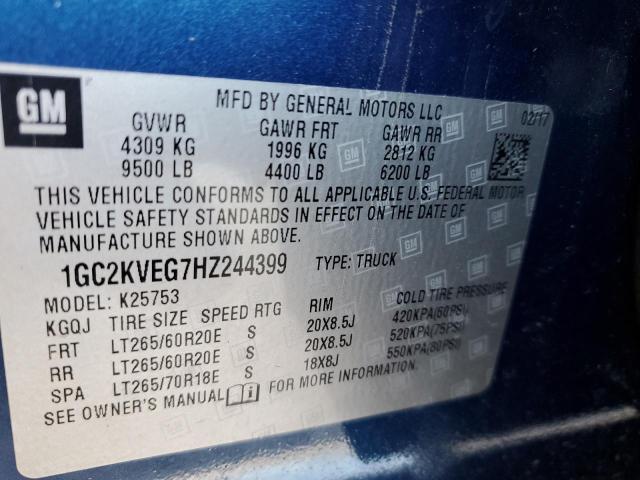 GM
MFD BY GENERAL MOTORS LLC
02/17
GVWR GAWR FRT GAWR RR
4309 KG 1996 KG 2812 KG
9500 LB 4400 LB 6200 LB
THIS VEHICLE CONFORMS TO ALL APPLICABLE U.S. FEDERAL MOTOR
VEHICLE SAFETY STANDARDS IN EFFECT ON THE DATE OF
MANUFACTURE SHOWN ABOVE.
1GC2KVEG7HZ244399 TYPE: TRUCK
MODEL: K25753
KGQJ TIRE SIZE SPEED RTG RIM COLD TIRE PRESSURE
FRT LT265/60R20E S 20X8.5J 420KPA(60PSI)
RR LT265/60R20E S 20X8.5J 520KPA(75PSI)
SPA LT265/70R18E S 18X8J 550KPA(80PSI)
SEE OWNER'S MANUAL FOR MORE INFORMATION.